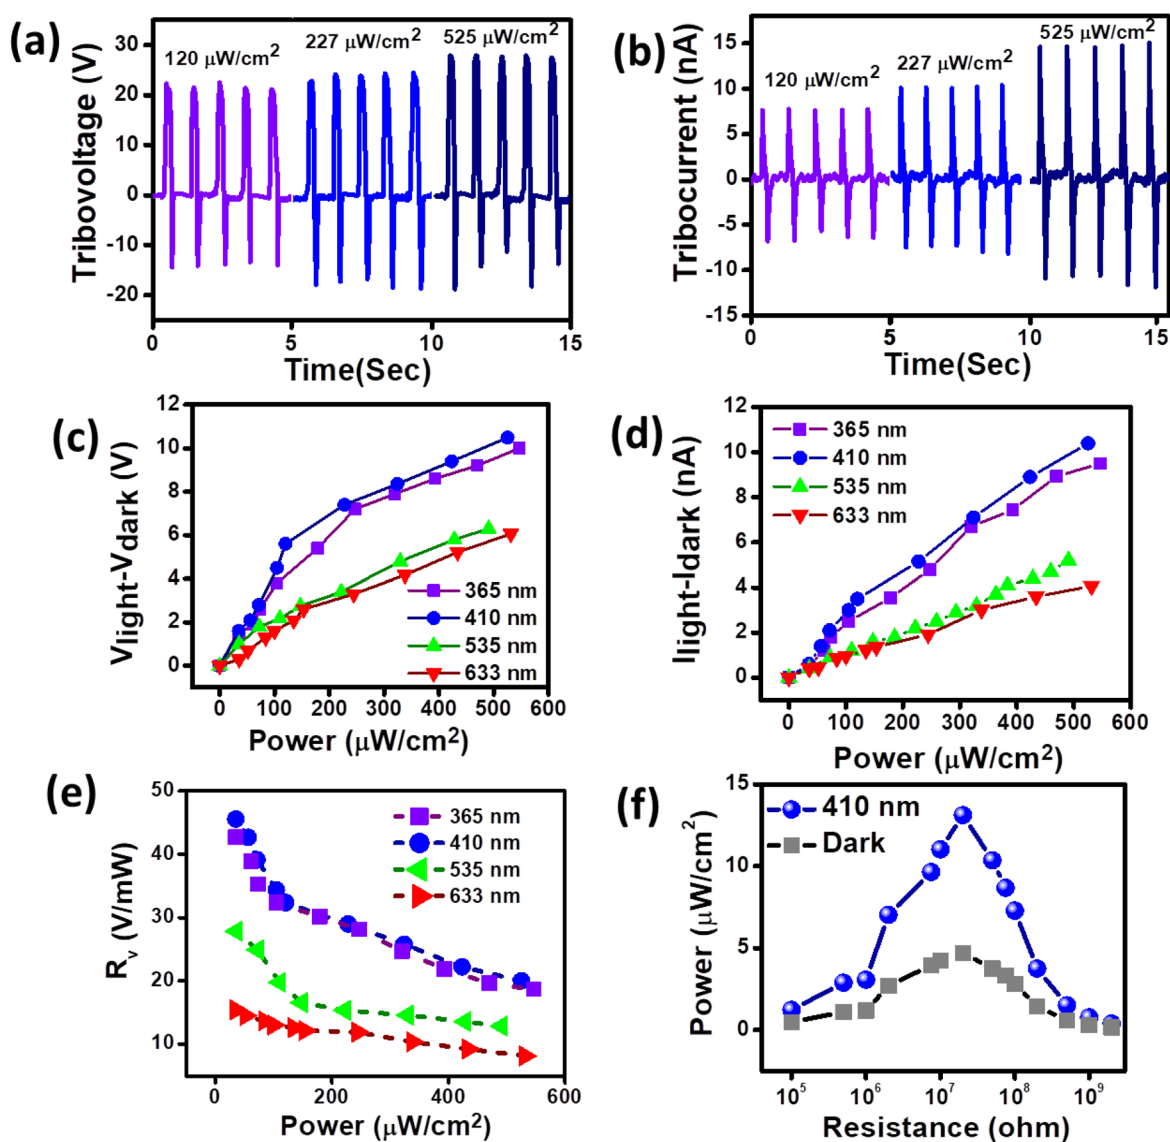 (a)
Tribovoltage (V)
30
20
10
0
-10
-20
120 μW/cm²
227 μW/cm²
525 μW/cm²
0
5
10
15
Time(Sec)
(b)
Tribocurrent (nA)
15
10
5
0
-5
-10
-15
120 μW/cm²
227 μW/cm²
525 μW/cm²
0
5
10
15
Time(Sec)
(c)
Vlight-Vdark (V)
12
10
8
6
4
2
0
365 nm
410 nm
535 nm
633 nm
0 100 200 300 400 500 600
Power (μW/cm²)
(d)
Ilight-Idark (nA)
12
10
8
6
4
2
0
365 nm
410 nm
535 nm
633 nm
0 100 200 300 400 500 600
Power (μW/cm²)
(e)
Rᵥ (V/mW)
50
40
30
20
10
365 nm
410 nm
535 nm
633 nm
0 200 400 600
Power (μW/cm²)
(f)
Power (μW/cm²)
15
10
5
0
410 nm
Dark
10⁵ 10⁶ 10⁷ 10⁸ 10⁹
Resistance (ohm)